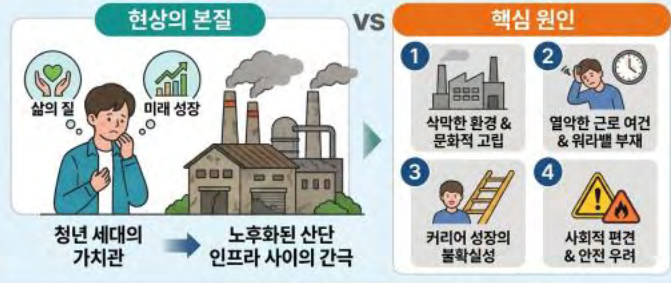 현상의 본질
VS
핵심 원인
삶의 질
미래 성장
청년 세대의
가치관
노후화된 산단
인프라 사이의 간극
1
삭막한 환경 &
문화적 고립
2
열악한 근로 여건
& 워라밸 부재
3
커리어 성장의
불확실성
4
사회적 편견
& 안전 우려